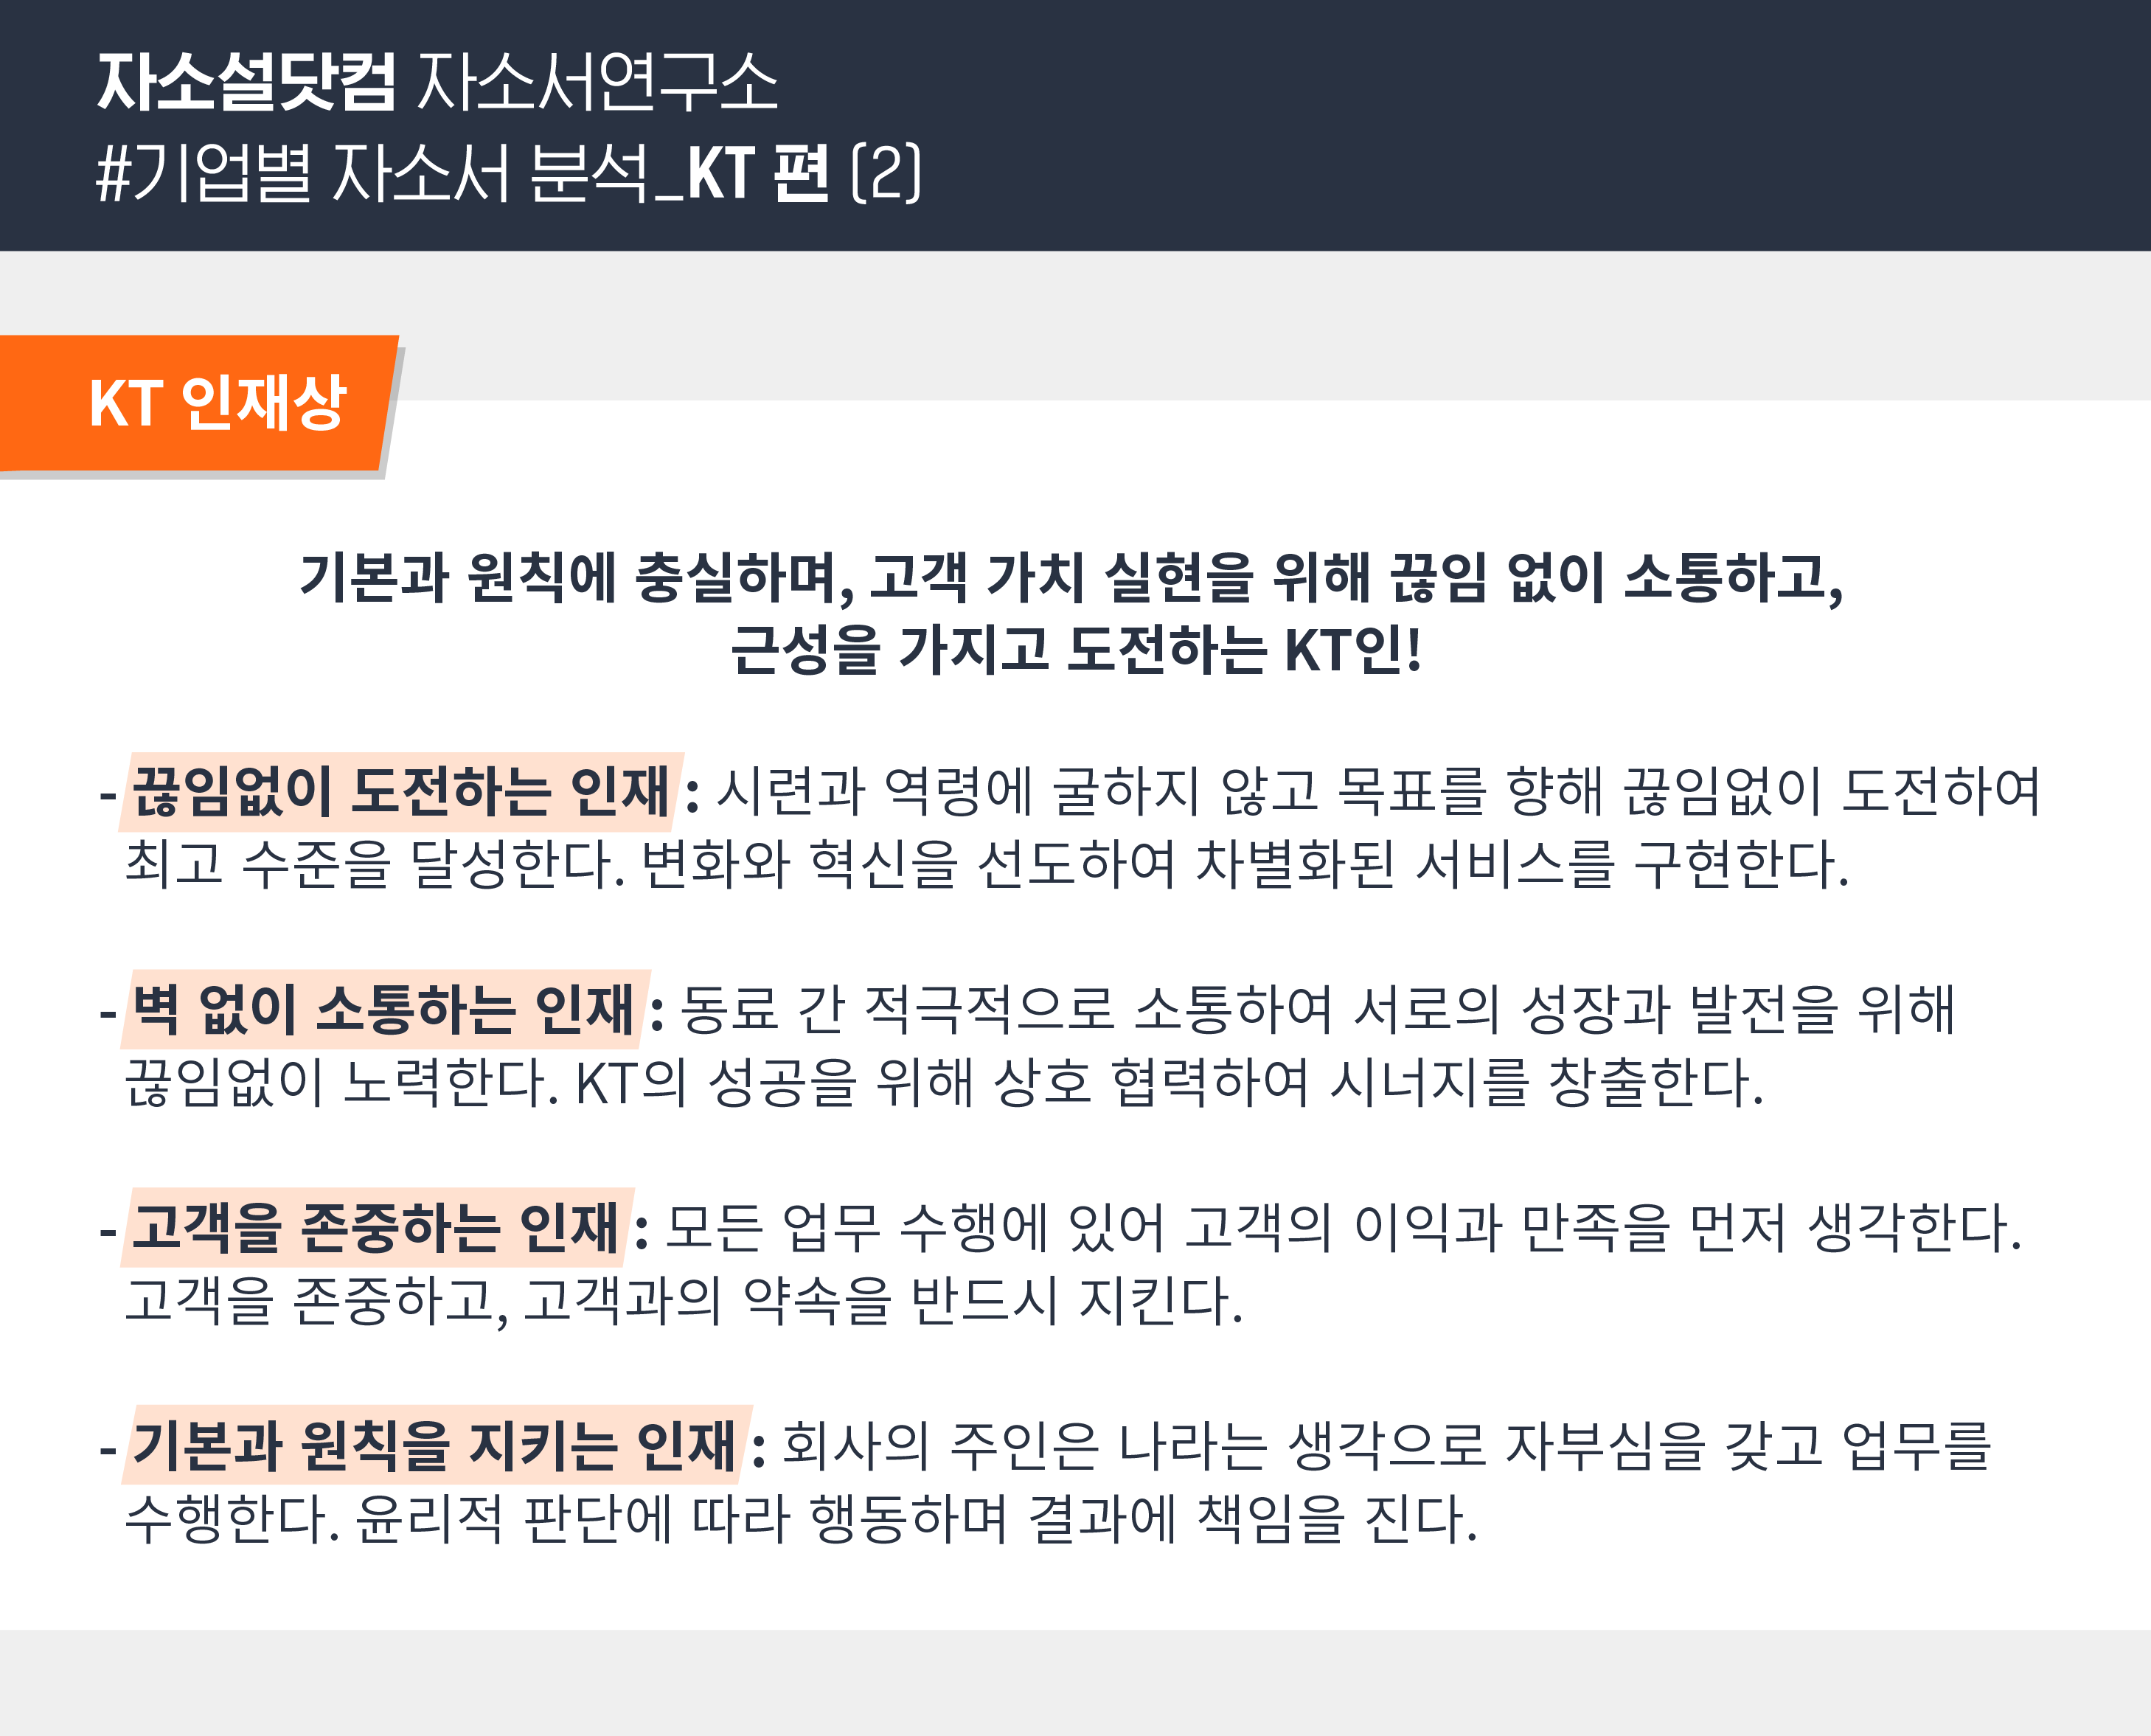 자소설닷컴 자소서연구소
#기업별 자소서 분석_KT 편 (2)
KT 인재상
기본과 원칙에 충실하며, 고객 가치 실현을 위해 끊임 없이 소통하고,
근성을 가지고 도전하는 KT인!
- 끊임없이 도전하는 인재: 시련과 역령에 굴하지 않고 목표를 향해 끊임없이 도전하여
최고 수준을 달성한다. 변화와 혁신을 선도하여 차별화된 서비스를 구현한다.
- 벽 없이 소통하는 인재: 동료 간 적극적으로 소통하여 서로의 성장과 발전을 위해
끊임없이 노력한다. KT의 성공을 위해 상호 협력하여 시너지를 창출한다.
- 고객을 존중하는 인재: 모든 업무 수행에 있어 고객의 이익과 만족을 먼저 생각한다.
고객을 존중하고, 고객과의 약속을 반드시 지킨다.
- 기본과 원칙을 지키는 인재: 회사의 주인은 나라는 생각으로 자부심을 갖고 업무를
수행한다. 윤리적 판단에 따라 행동하며 결과에 책임을 진다.